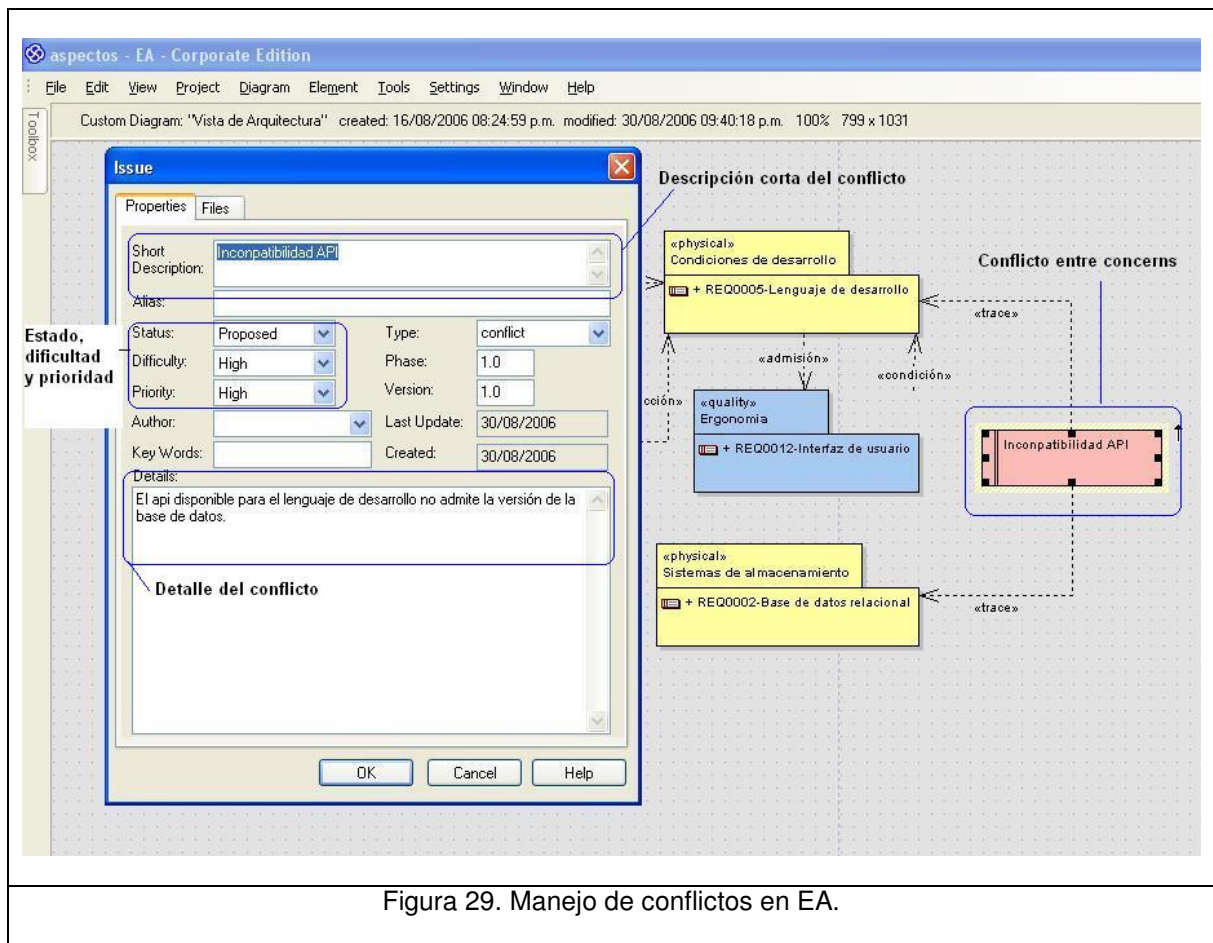 aspectos - EA - Corporate Edition
File Edit View Project Diagram Element Tools Settings Window Help
Toolbox
Custom Diagram: "Vista de Arquitectura" created: 16/08/2006 08:24:59 p.m. modified: 30/08/2006 09:40:18 p.m. 100% 799 x 1031
Issue
Properties Files
Short Description: Inconpatibilidad API
Alias:
Status: Proposed Type: conflict
Difficulty: High Phase: 1.0
Priority: High Version: 1.0
Author: Last Update: 30/08/2006
Key Words: Created: 30/08/2006
Details:
El api disponible para el lenguaje de desarrollo no admite la versión de la
base de datos.
OK Cancel Help
Estado,
dificultad
y prioridad
Detalle del conflicto
Descripción corta del conflicto
«physical»
Condiciones de desarrollo
+ REQ0005-Lenguaje de desarrollo
Conflicto entre concerns
«trace»
«admisión»
«condición»
cción»
«quality»
Ergonomia
+ REQ0012-Interfaz de usuario
Inconpatibilidad API
«physical»
Sistemas de almacenamiento
+ REQ0002-Base de datos relacional
«trace»
Figura 29. Manejo de conflictos en EA.